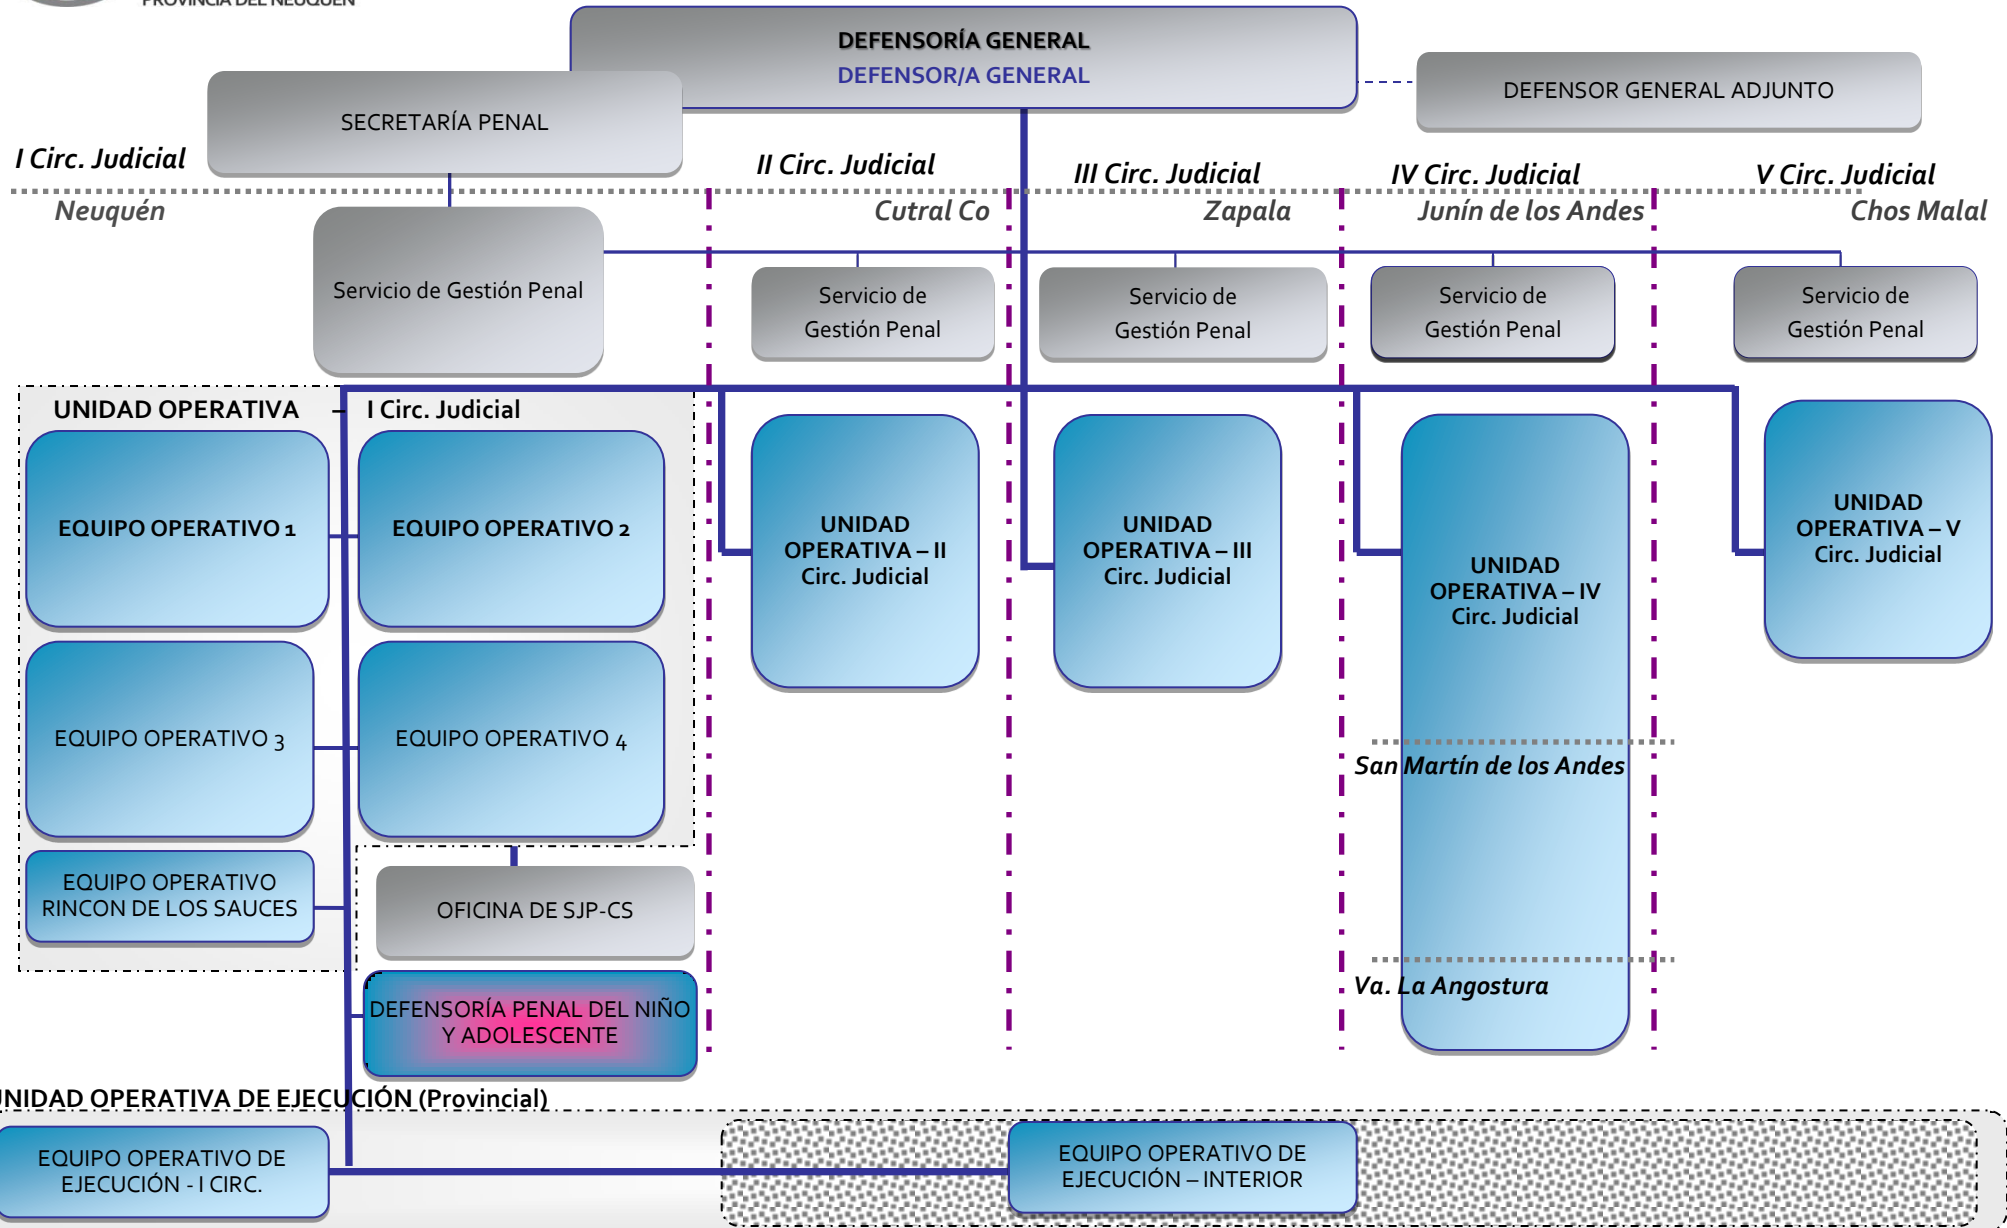 PROVINCIA DEL NEUQUÉN
DEFENSORÍA GENERAL
DEFENSOR/A GENERAL
DEFENSOR GENERAL ADJUNTO
SECRETARÍA PENAL
I Circ. Judicial
II Circ. Judicial
III Circ. Judicial
IV Circ. Judicial
V Circ. Judicial
Neuquén
Cutral Co
Zapala
Junín de los Andes
Chos Malal
Servicio de Gestión Penal
Servicio de
Gestión Penal
Servicio de
Gestión Penal
Servicio de
Gestión Penal
Servicio de
Gestión Penal
UNIDAD OPERATIVA – I Circ. Judicial
EQUIPO OPERATIVO 1
EQUIPO OPERATIVO 2
UNIDAD
OPERATIVA – II
Circ. Judicial
UNIDAD
OPERATIVA – III
Circ. Judicial
UNIDAD
OPERATIVA – IV
Circ. Judicial
UNIDAD
OPERATIVA – V
Circ. Judicial
EQUIPO OPERATIVO 3
EQUIPO OPERATIVO 4
San Martín de los Andes
EQUIPO OPERATIVO
RINCON DE LOS SAUCES
OFICINA DE SJP-CS
Va. La Angostura
DEFENSORÍA PENAL DEL NIÑO
Y ADOLESCENTE
UNIDAD OPERATIVA DE EJECUCIÓN (Provincial)
EQUIPO OPERATIVO DE
EJECUCIÓN - I CIRC.
EQUIPO OPERATIVO DE
EJECUCIÓN – INTERIOR